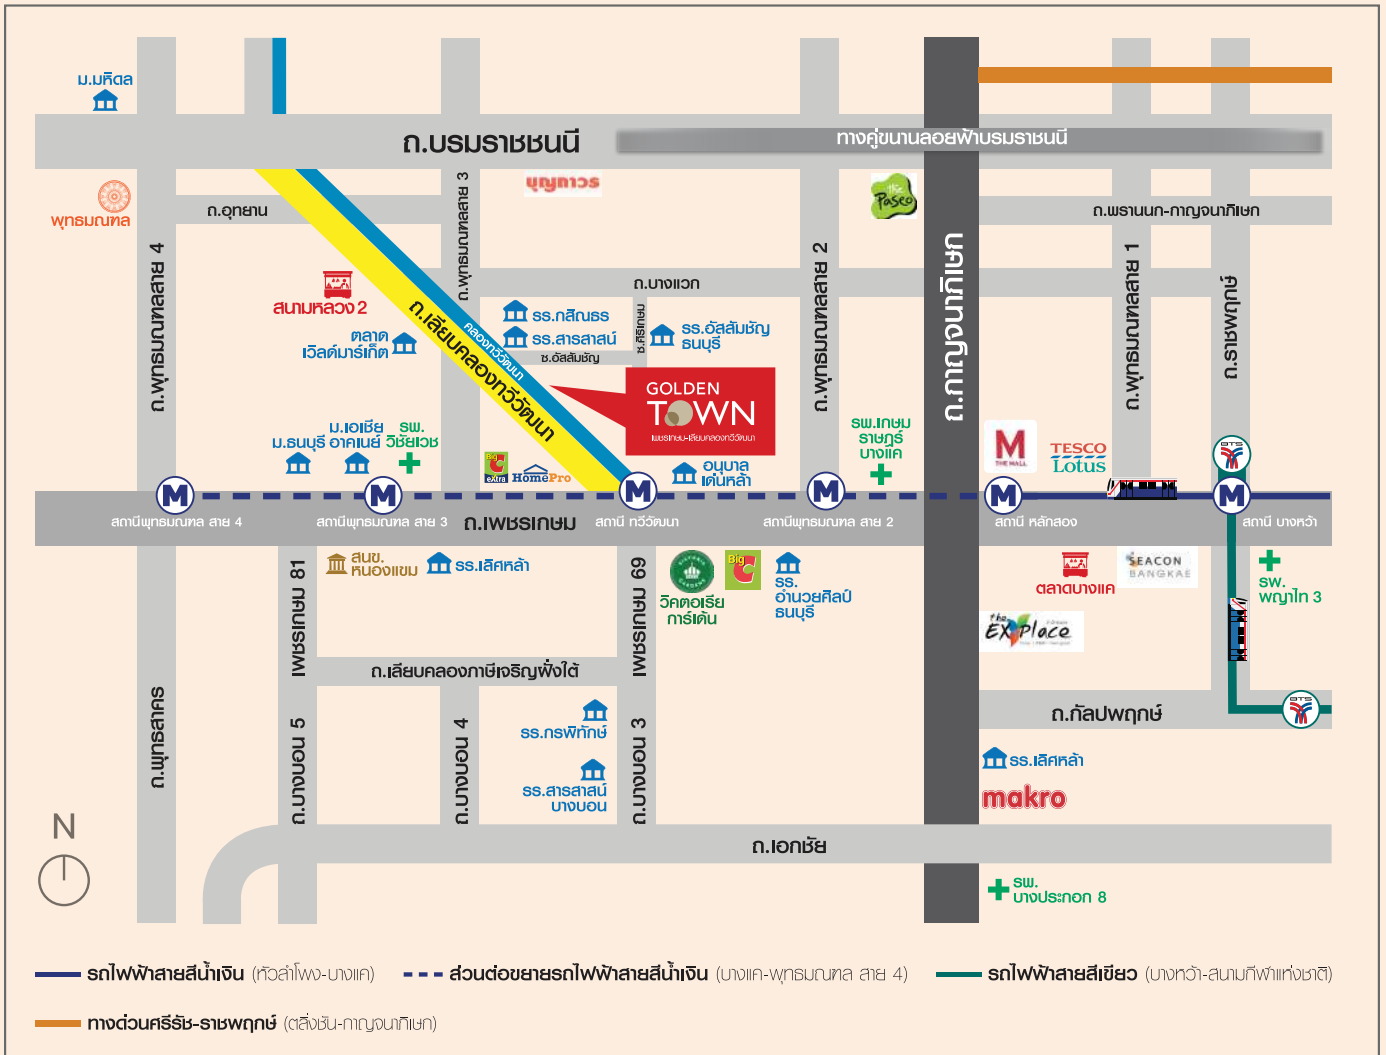 ม.มหิดล
ถ.บรมราชชนนี
ทางคู่ขนานลอยฟ้าบรมราชนนี
พุทธมณฑล
ถ.อุทยาน
ถ.พุทธมณฑลสาย 3
บุญถาวร
the
Paseo
ถ.พรานนก-กาญจนาภิเษก
ถ.พุทธมณฑลสาย 4
สนามหลวง 2
ตลาด
เวิลด์มาร์เก็ต
ถ.เลียบคลองทวีวัฒนา
คลองทวีวัฒนา
ถ.บางแวก
รร.กสิณธร
รร.สารสาสน์
ซ.อัสสัมชัญ
ซ.ศิริเกษม
รร.อัสสัมชัญ
ธนบุรี
ถ.พุทธมณฑลสาย 2
ถ.กาญจนาภิเษก
ถ.พุทธมณฑลสาย 1
ถ.ราชพฤกษ์
GOLDEN
TOWN
เพชรเกษม-เลียบคลองทวีวัฒนา
ม.ธนบุรี
ม.เอเชีย
อาคเนย์
รพ.
วิชัยเวช
Big C extra
HomePro
อนุบาล
เด่นหล้า
รพ.เกษม
ราษฎร์
บางแค
M
THE MALL
TESCO
Lotus
BTS
M
M
M
M
M
M
สถานีพุทธมณฑล สาย 4
สถานีพุทธมณฑล สาย 3
ถ.เพชรเกษม
สถานี ทวีวัฒนา
สถานีพุทธมณฑล สาย 2
สถานี หลักสอง
สถานี บางหว้า
ถ.พุทธสาคร
เพชรเกษม 81
สนข.
หนองแขม
รร.เลิศหล้า
เพชรเกษม 69
VICTORIA
GARDENS
วิคตอเรีย
การ์เด้น
Big C
รร.
อำนวยศิลป์
ธนบุรี
ตลาดบางแค
SEACON
BANGKAE
รพ.
พญาไท 3
the
EXPlace
ถ.เลียบคลองภาษีเจริญฝั่งใต้
ถ.บางบอน 5
ถ.บางบอน 4
รร.กรพิทักษ์
รร.สารสาสน์
บางบอน
ถ.บางบอน 3
ถ.กัลปพฤกษ์
BTS
รร.เลิศหล้า
makro
N
ถ.เอกชัย
รพ.
บางประกอก 8
รถไฟฟ้าสายสีน้ำเงิน (หัวลำโพง-บางแค)
ส่วนต่อขยายรถไฟฟ้าสายสีน้ำเงิน (บางแค-พุทธมณฑล สาย 4)
รถไฟฟ้าสายสีเขียว (บางหว้า-สนามกีฬาแห่งชาติ)
ทางด่วนศรีรัช-ราชพฤกษ์ (ตลิ่งชัน-กาญจนาภิเษก)